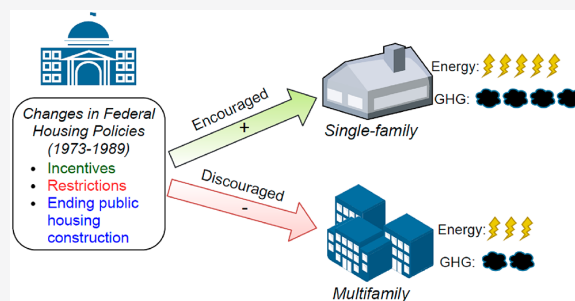 Changes in Federal
Housing Policies
(1973-1989)
• Incentives
• Restrictions
• Ending public
housing
construction
Encouraged
+
Discouraged
-
Single-family
Energy:
GHG:
Multifamily
Energy:
GHG: